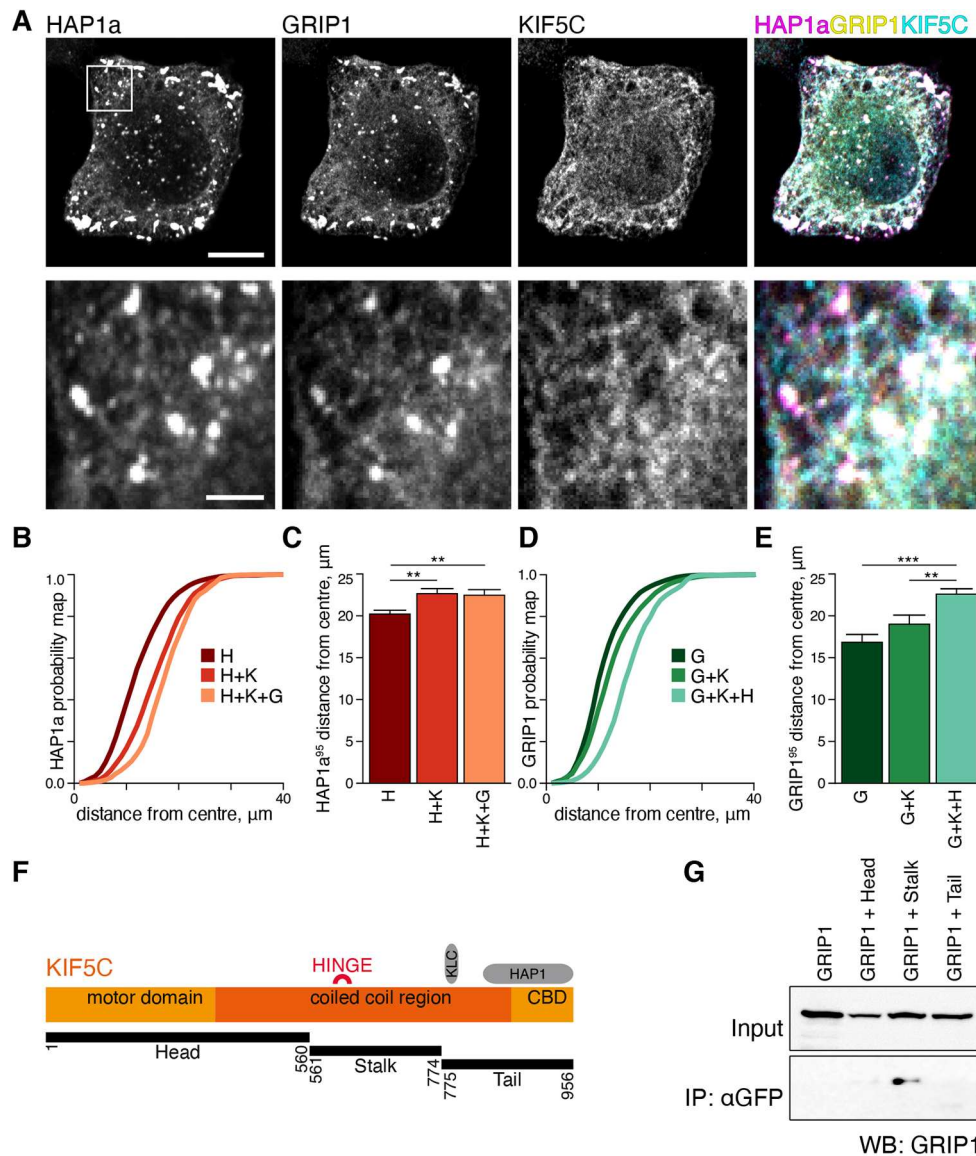 A
HAP1a
GRIP1
KIF5C
HAP1aGRIP1KIF5C
B
HAP1a probability map
1.0
0.0
0
20
40
distance from centre, µm
H
H+K
H+K+G
C
HAP1a⁹⁵ distance from centre, µm
25
20
15
10
5
0
**
**
H
H+K
H+K+G
D
GRIP1 probability map
1.0
0.0
0
20
40
distance from centre, µm
G
G+K
G+K+H
E
GRIP1⁹⁵ distance from centre, µm
25
20
15
10
5
0
***
**
G
G+K
G+K+H
F
KIF5C
HINGE
KLC
HAP1
motor domain
coiled coil region
CBD
1
Head
560
561
Stalk
774
775
Tail
956
G
GRIP1
GRIP1 + Head
GRIP1 + Stalk
GRIP1 + Tail
Input
IP: αGFP
WB: GRIP1